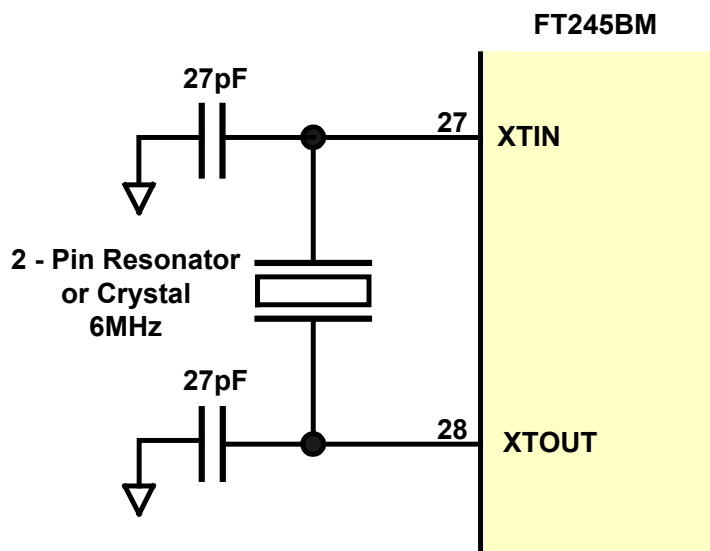 FT245BM
27pF
27
XTIN
2 - Pin Resonator
or Crystal
6MHz
27pF
28
XTOUT